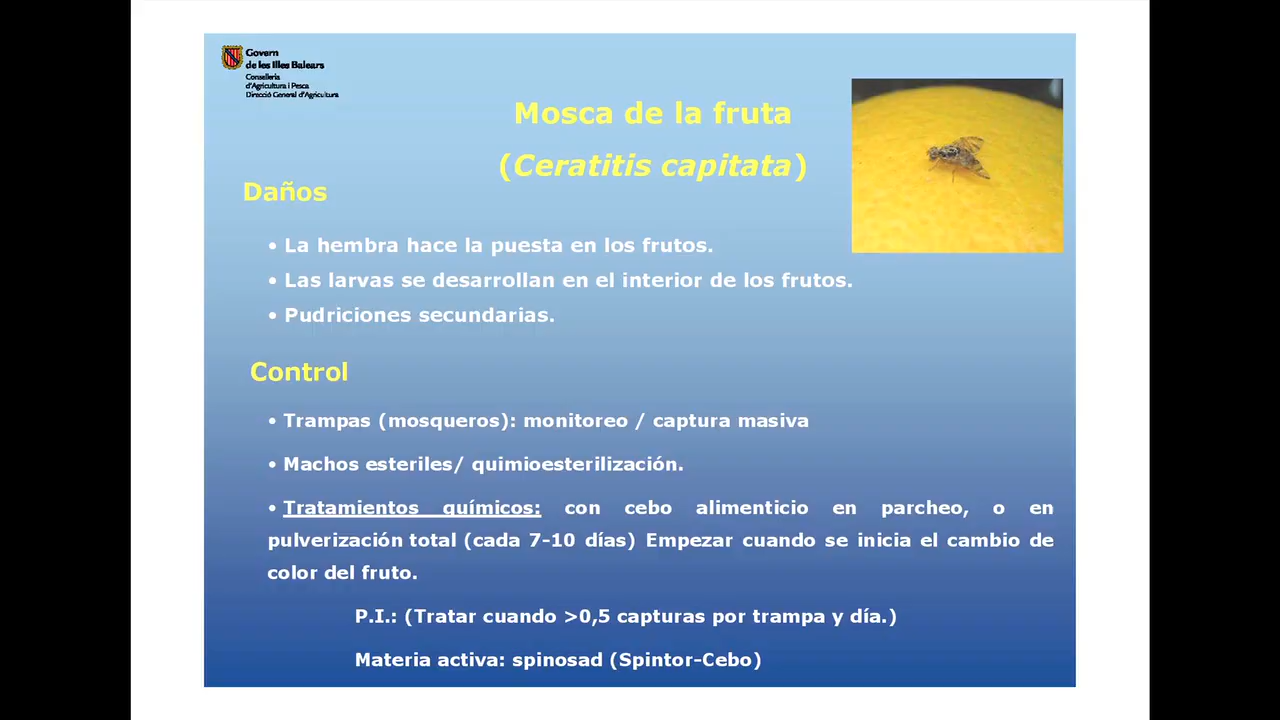 Govern
de les Illes Balears
Conselleria
d'Agricultura i Pesca
Direcció General d'Agricultura
Mosca de la fruta
(Ceratitis capitata)
Daños
• La hembra hace la puesta en los frutos.
• Las larvas se desarrollan en el interior de los frutos.
• Pudriciones secundarias.
Control
• Trampas (mosqueros): monitoreo / captura masiva
• Machos esteriles/ quimioesterilización.
• Tratamientos químicos: con cebo alimenticio en parcheo, o en
pulverización total (cada 7-10 días) Empezar cuando se inicia el cambio de
color del fruto.
P.I.: (Tratar cuando >0,5 capturas por trampa y día.)
Materia activa: spinosad (Spintor-Cebo)